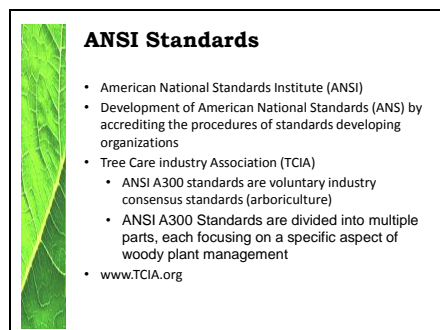 ANSI Standards
• American National Standards Institute (ANSI)
• Development of American National Standards (ANS) by
accrediting the procedures of standards developing
organizations
• Tree Care industry Association (TCIA)
• ANSI A300 standards are voluntary industry
consensus standards (arboriculture)
• ANSI A300 Standards are divided into multiple
parts, each focusing on a specific aspect of
woody plant management
• www.TCIA.org